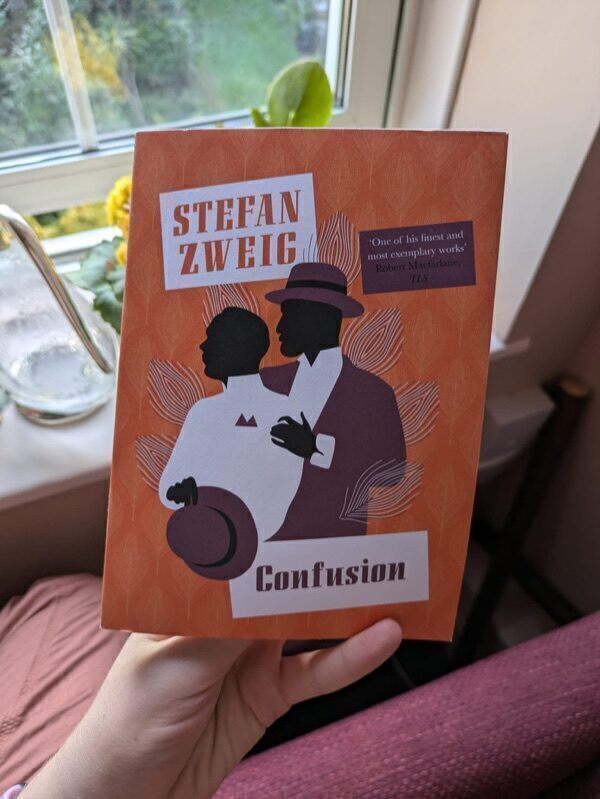 STEFAN
ZWEIG
'One of his finest and
most exemplary works'
Robert Macfarlane,
TLS
Confusion